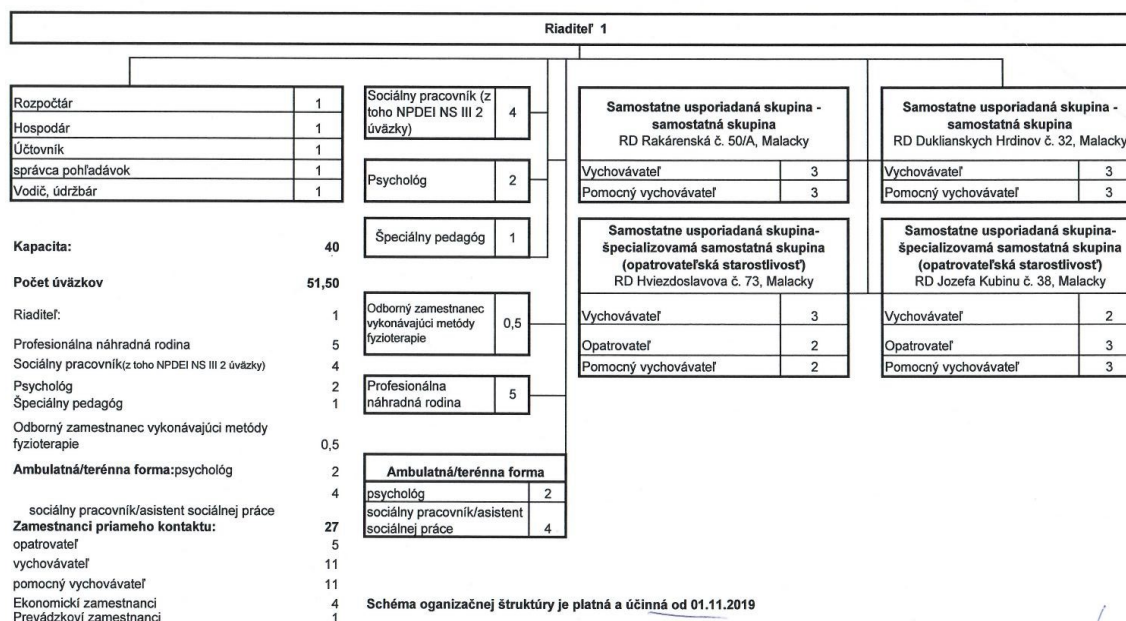 Riaditeľ 1
Rozpočtár 1
Hospodár 1
Účtovník 1
správca pohľadávok 1
Vodič, údržbár 1
Sociálny pracovník (z
toho NPDEI NS III 2
úväzky) 4
Psychológ 2
Špeciálny pedagóg 1
Odborný zamestnanec
vykonávajúci metódy
fyzioterapie 0,5
Profesionálna
náhradná rodina 5
Ambulatná/terénna forma
psychológ 2
sociálny pracovník/asistent
sociálnej práce 4
Samostatne usporiadaná skupina -
samostatná skupina
RD Rakárenská č. 50/A, Malacky
Vychovávateľ 3
Pomocný vychovávateľ 3
Samostatne usporiadaná skupina -
samostatná skupina
RD Duklianskych Hrdinov č. 32, Malacky
Vychovávateľ 3
Pomocný vychovávateľ 3
Samostatne usporiadaná skupina-
špecializovamá samostatná skupina
(opatrovateľská starostlivosť)
RD Hviezdoslavova č. 73, Malacky
Vychovávateľ 3
Opatrovateľ 2
Pomocný vychovávateľ 2
Samostatne usporiadaná skupina-
špecializovamá samostatná skupina
(opatrovateľská starostlivosť)
RD Jozefa Kubinu č. 38, Malacky
Vychovávateľ 2
Opatrovateľ 3
Pomocný vychovávateľ 3
Kapacita: 40
Počet úväzkov 51,50
Riaditeľ: 1
Profesionálna náhradná rodina 5
Sociálny pracovník(z toho NPDEI NS III 2 úväzky) 4
Psychológ 2
Špeciálny pedagóg 1
Odborný zamestnanec vykonávajúci metódy
fyzioterapie 0,5
Ambulatná/terénna forma:psychológ 2
4
sociálny pracovník/asistent sociálnej práce
Zamestnanci priameho kontaktu: 27
opatrovateľ 5
vychovávateľ 11
pomocný vychovávateľ 11
Ekonomickí zamestnanci 4
Prevádzkoví zamestnanci 1
Schéma oganizačnej štruktúry je platná a účinná od 01.11.2019